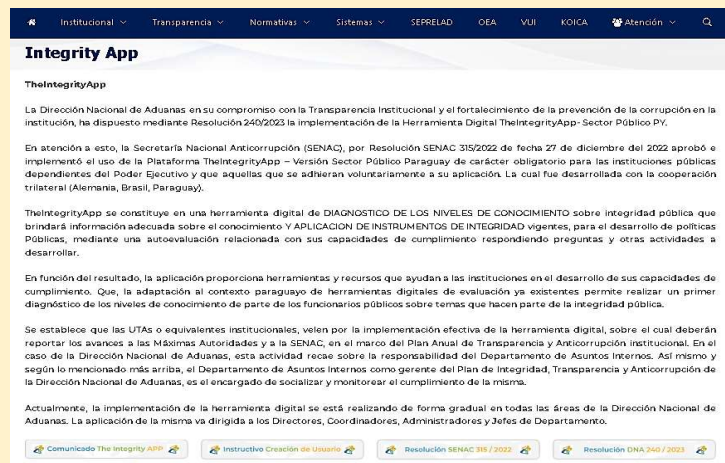 Institucional Transparencia Normativas Sistemas SEPRELAD OEA VUI KOICA Atención
Integrity App
TheIntegrityApp
La Dirección Nacional de Aduanas en su compromiso con la Transparencia Institucional y el fortalecimiento de la prevención de la corrupción en la
institución, ha dispuesto mediante Resolución 240/2023 la implementación de la Herramienta Digital TheIntegrityApp- Sector Público PY.
En atención a esto, la Secretaría Nacional Anticorrupción (SENAC), por Resolución SENAC 315/2022 de fecha 27 de diciembre del 2022 aprobó e
implementó el uso de la Plataforma TheIntegrityApp – Versión Sector Público Paraguay de carácter obligatorio para las instituciones públicas
dependientes del Poder Ejecutivo y que aquellas que se adhieran voluntariamente a su aplicación. La cual fue desarrollada con la cooperación
trilateral (Alemania, Brasil, Paraguay).
TheIntegrityApp se constituye en una herramienta digital de DIAGNOSTICO DE LOS NIVELES DE CONOCIMIENTO sobre integridad pública que
brindará información adecuada sobre el conocimiento Y APLICACION DE INSTRUMENTOS DE INTEGRIDAD vigentes, para el desarrollo de políticas
Públicas, mediante una autoevaluación relacionada con sus capacidades de cumplimiento respondiendo preguntas y otras actividades a
desarrollar.
En función del resultado, la aplicación proporciona herramientas y recursos que ayudan a las instituciones en el desarrollo de sus capacidades de
cumplimiento. Que, la adaptación al contexto paraguayo de herramientas digitales de evaluación ya existentes permite realizar un primer
diagnóstico de los niveles de conocimiento de parte de los funcionarios públicos sobre temas que hacen parte de la integridad pública.
Se establece que las UTAs o equivalentes institucionales, velen por la implementación efectiva de la herramienta digital, sobre el cual deberán
reportar los avances a las Máximas Autoridades y a la SENAC, en el marco del Plan Anual de Transparencia y Anticorrupción institucional. En el
caso de la Dirección Nacional de Aduanas, esta actividad recae sobre la responsabilidad del Departamento de Asuntos Internos. Así mismo y
según lo mencionado más arriba, el Departamento de Asuntos Internos como gerente del Plan de Integridad, Transparencia y Anticorrupción de
la Dirección Nacional de Aduanas, es el encargado de socializar y monitorear el cumplimiento de la misma.
Actualmente, la implementación de la herramienta digital se está realizando de forma gradual en todas las áreas de la Dirección Nacional de
Aduanas. La aplicación de la misma va dirigida a los Directores, Coordinadores, Administradores y Jefes de Departamento.
Comunicado The Integrity APP Instructivo Creación de Usuario Resolución SENAC 315 / 2022 Resolución DNA 240 / 2023